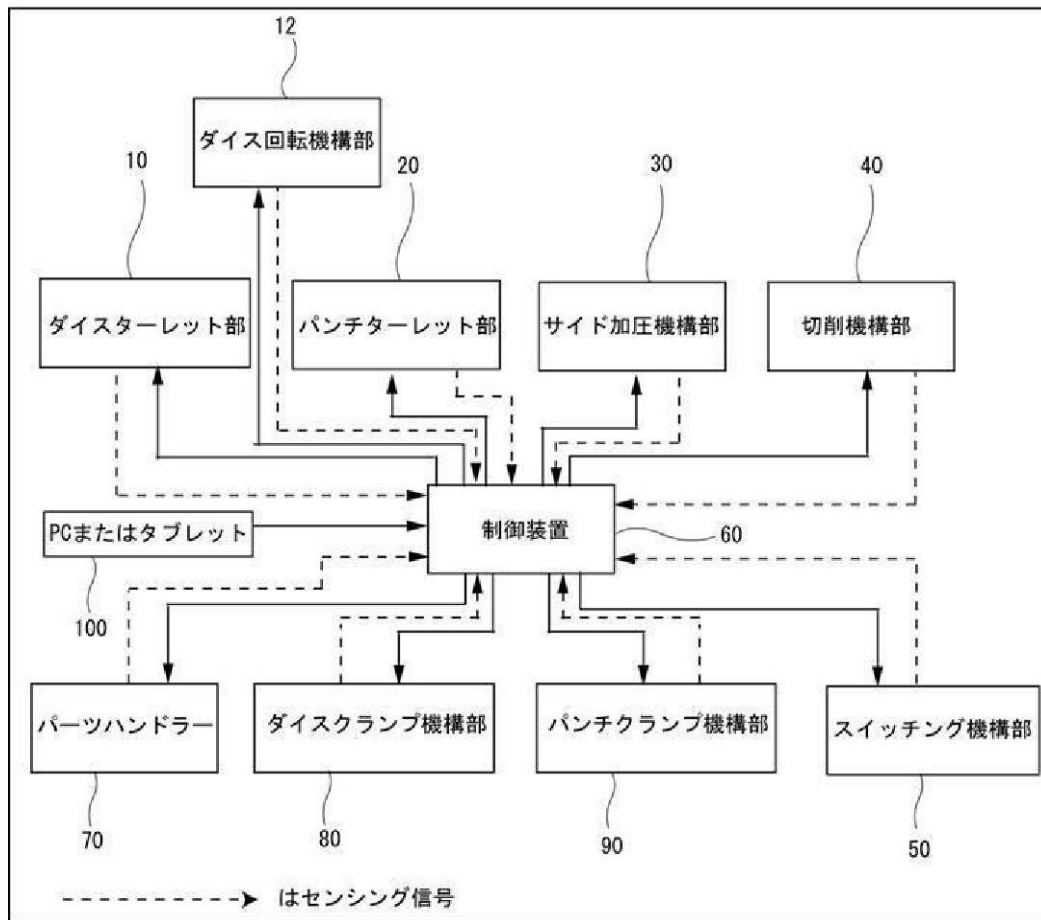 12
ダイス回転機構部
10
20
30
40
ダイスターレット部
パンチターレット部
サイド加圧機構部
切削機構部
PCまたはタブレット
制御装置
60
100
パーツハンドラー
ダイスクランプ機構部
パンチクランプ機構部
スイッチング機構部
70
80
90
50
はセンシング信号